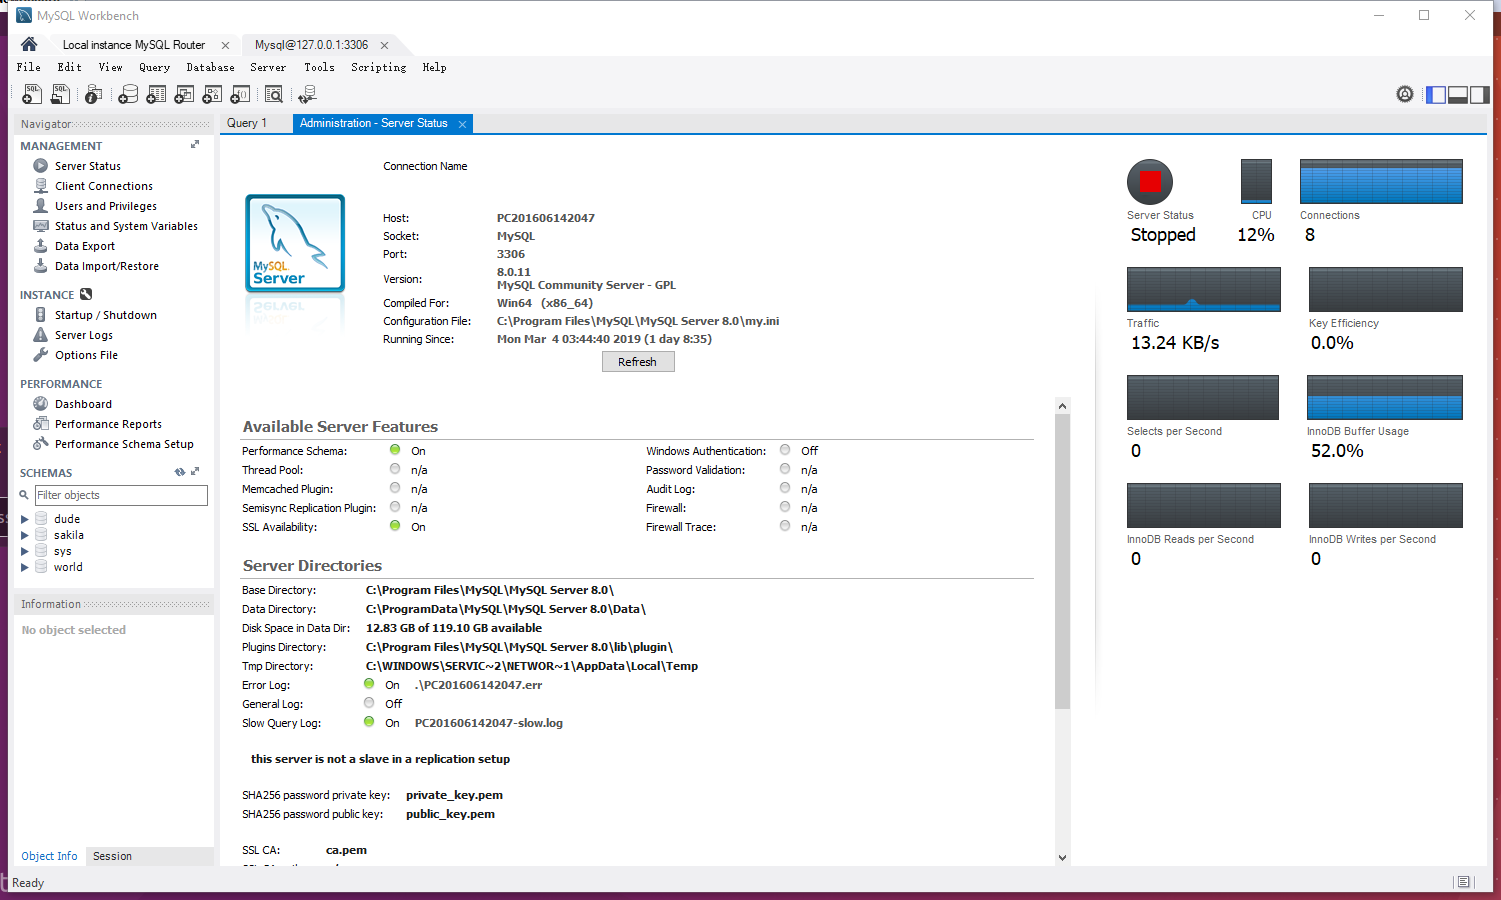 MySQL Workbench
Local instance MySQL Router
Mysql@127.0.0.1:3306
File Edit View Query Database Server Tools Scripting Help
Navigator
MANAGEMENT
Server Status
Client Connections
Users and Privileges
Status and System Variables
Data Export
Data Import/Restore
INSTANCE
Startup / Shutdown
Server Logs
Options File
PERFORMANCE
Dashboard
Performance Reports
Performance Schema Setup
SCHEMAS
Filter objects
dude
sakila
sys
world
Information
No object selected
Object Info Session
Ready
Query 1
Administration - Server Status
Connection Name
MySQL.
Server
Host: PC201606142047
Socket: MySQL
Port: 3306
Version: 8.0.11
MySQL Community Server - GPL
Compiled For: Win64 (x86_64)
Configuration File: C:\Program Files\MySQL\MySQL Server 8.0\my.ini
Running Since: Mon Mar 4 03:44:40 2019 (1 day 8:35)
Refresh
Available Server Features
Performance Schema: On
Thread Pool: n/a
Memcached Plugin: n/a
Semisync Replication Plugin: n/a
SSL Availability: On
Windows Authentication: Off
Password Validation: n/a
Audit Log: n/a
Firewall: n/a
Firewall Trace: n/a
Server Directories
Base Directory: C:\Program Files\MySQL\MySQL Server 8.0\
Data Directory: C:\ProgramData\MySQL\MySQL Server 8.0\Data\
Disk Space in Data Dir: 12.83 GB of 119.10 GB available
Plugins Directory: C:\Program Files\MySQL\MySQL Server 8.0\lib\plugin\
Tmp Directory: C:\WINDOWS\SERVIC~2\NETWOR~1\AppData\Local\Temp
Error Log: On .\PC201606142047.err
General Log: Off
Slow Query Log: On PC201606142047-slow.log
this server is not a slave in a replication setup
SHA256 password private key: private_key.pem
SHA256 password public key: public_key.pem
SSL CA: ca.pem
Server Status
Stopped
CPU
12%
Connections
8
Traffic
13.24 KB/s
Key Efficiency
0.0%
Selects per Second
0
InnoDB Buffer Usage
52.0%
InnoDB Reads per Second
0
InnoDB Writes per Second
0